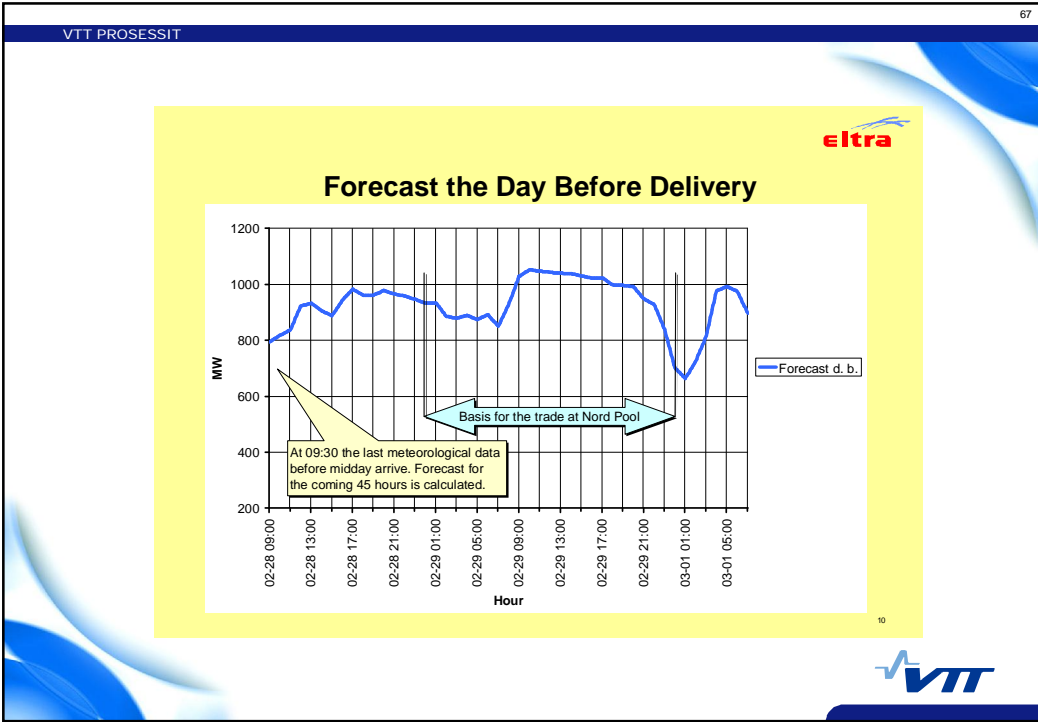 67
VTT PROSESSIT
eltra
Forecast the Day Before Delivery
1200
1000
800
600
400
200
MW
Basis for the trade at Nord Pool
At 09:30 the last meteorological data
before midday arrive. Forecast for
the coming 45 hours is calculated.
Forecast d. b.
02-28 09:00
02-28 13:00
02-28 17:00
02-28 21:00
02-29 01:00
02-29 05:00
02-29 09:00
02-29 13:00
02-29 17:00
02-29 21:00
03-01 01:00
03-01 05:00
Hour
10
VTT